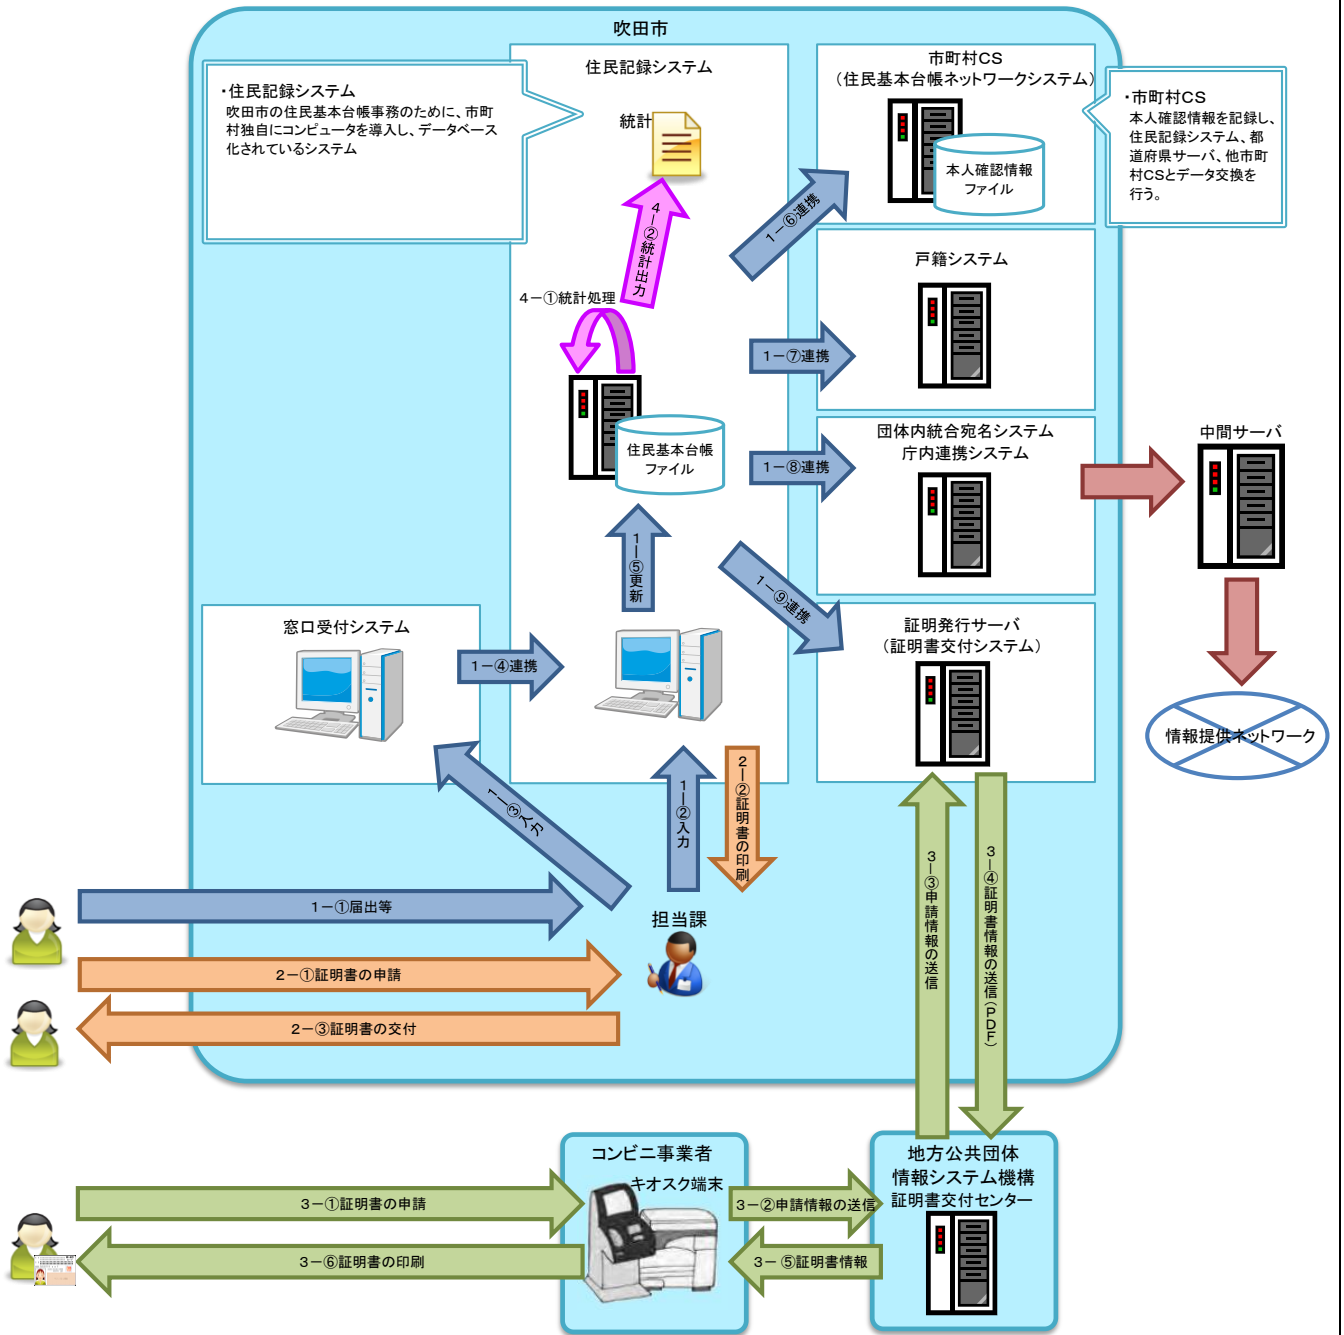 吹田市
住民記録システム
・住民記録システム
吹田市の住民基本台帳事務のために、市町
村独自にコンピュータを導入し、データベース
化されているシステム
統計
市町村CS
（住民基本台帳ネットワークシステム）
本人確認情報
ファイル
・市町村CS
本人確認情報を記録し、
住民記録システム、都
道府県サーバ、他市町
村CSとデータ交換を
行う。
4－②統計出力
1－⑥連携
戸籍システム
4－①統計処理
1－⑦連携
住民基本台帳
ファイル
団体内統合宛名システム
庁内連携システム
1－⑧連携
中間サーバ
1－⑤更新
1－⑨連携
証明発行サーバ
（証明書交付システム）
窓口受付システム
1－④連携
情報提供ネットワーク
1－③入力
1－②入力
2－②証明書の印刷
3－③申請情報の送信
3－④証明書情報の送信(PDF)
1－①届出等
担当課
2－①証明書の申請
2－③証明書の交付
コンビニ事業者
キオスク端末
地方公共団体
情報システム機構
証明書交付センター
3－①証明書の申請
3－②申請情報の送信
3－⑥証明書の印刷
3－⑤証明書情報